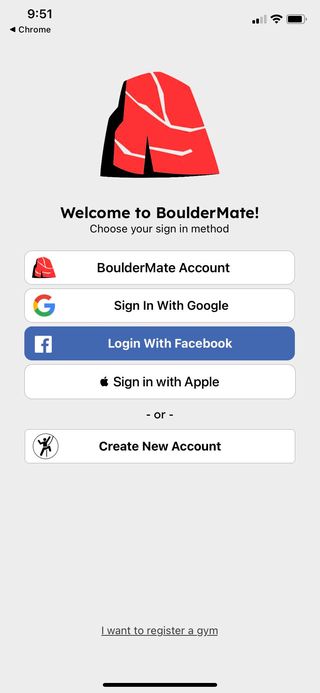 9:51
◀ Chrome
Welcome to BoulderMate!
Choose your sign in method
BoulderMate Account
Sign In With Google
Login With Facebook
Sign in with Apple
- or -
Create New Account
I want to register a gym